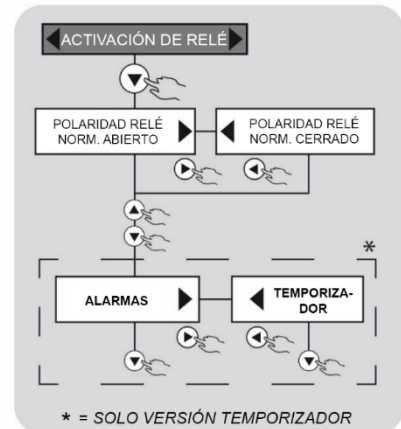 ACTIVACIÓN DE RELÉ
POLARIDAD RELÉ
NORM. ABIERTO
POLARIDAD RELÉ
NORM. CERRADO
*
ALARMAS
TEMPORIZA-
DOR
* = SOLO VERSIÓN TEMPORIZADOR